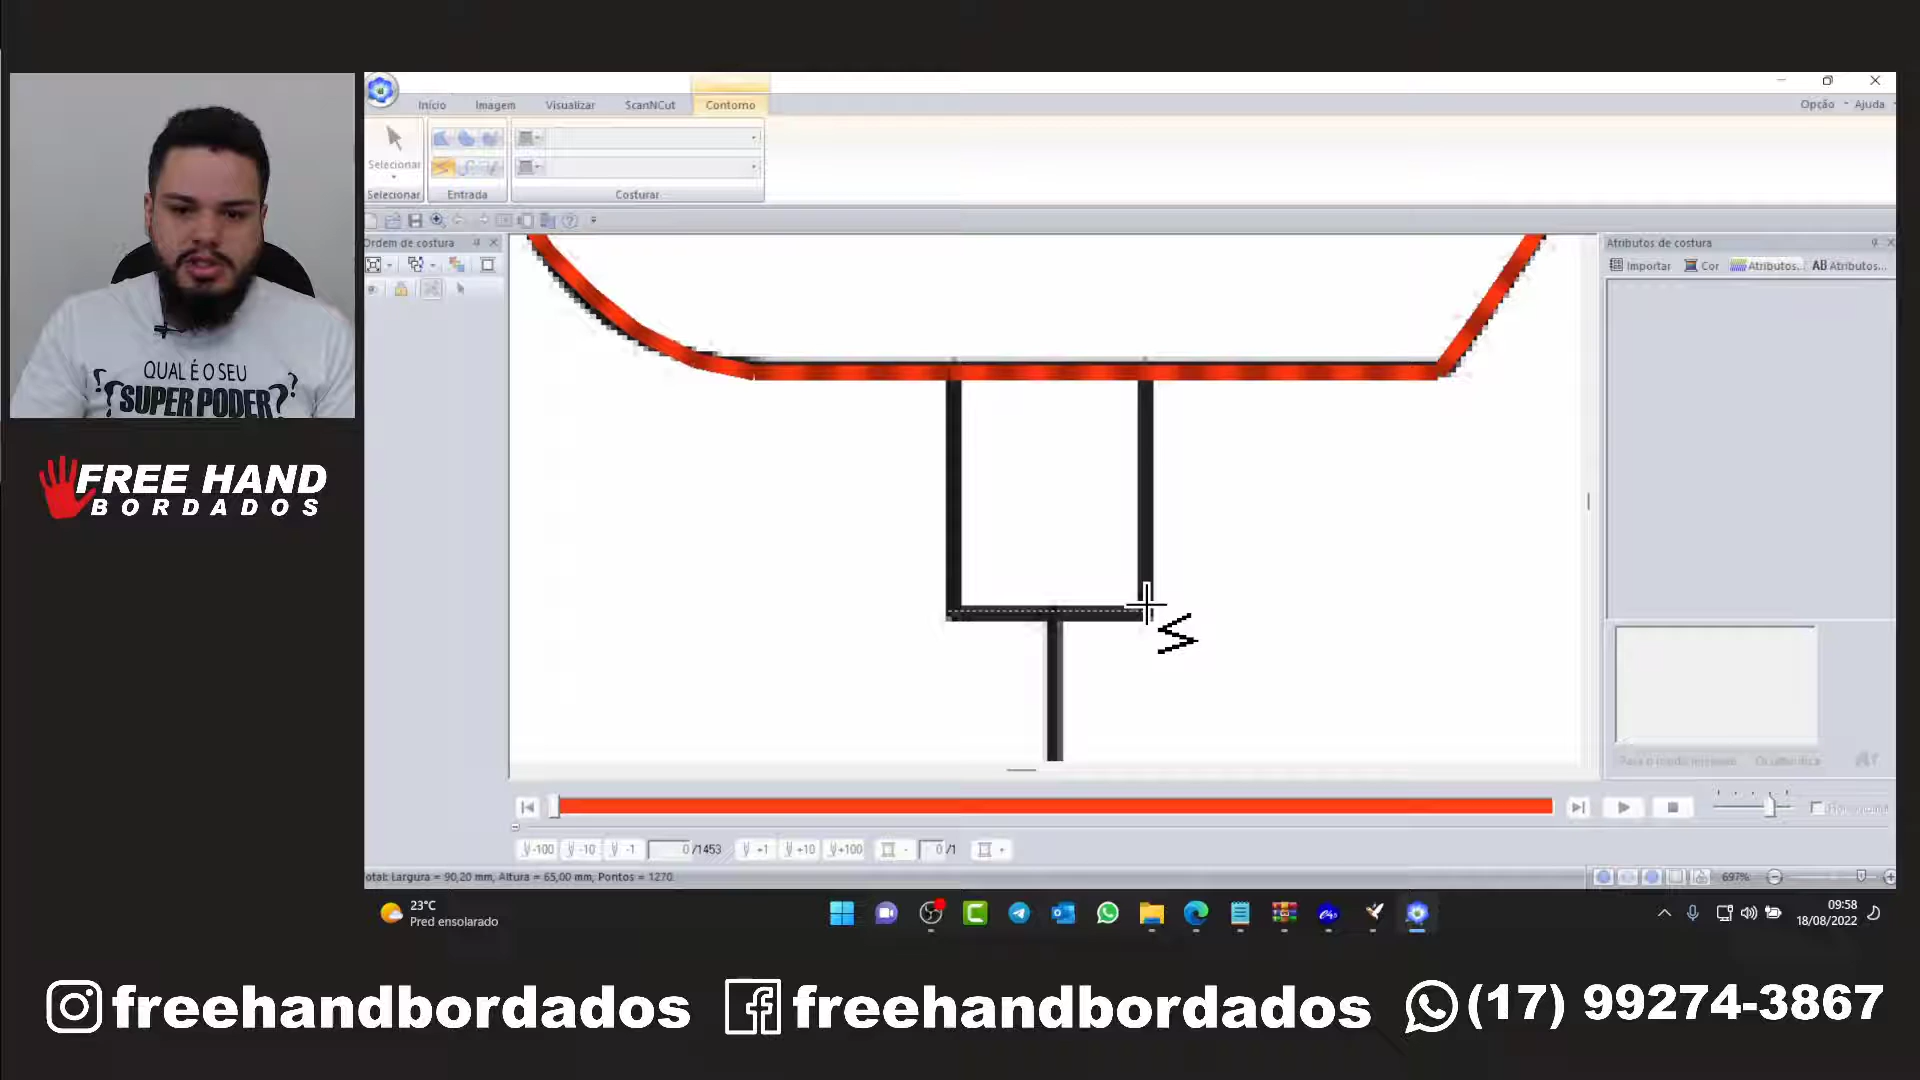 Início Imagem Visualizar ScanNCut Contorno
Opção Ajuda
Selecionar
Selecionar Entrada Costurar
Ordem de costura
Atributos de costura
Importar Cor Atributos... AB Atributos...
QUAL É O SEU
SUPER PODER?
FREE HAND
BORDADOS
-100 -10 -1 0 /1453 +1 +10 +100 0 /1
otal: Largura = 90,20 mm, Altura = 65,00 mm, Pontos = 1270
697%
23°C
Pred ensolarado
09:58
18/08/2022
freehandbordados freehandbordados (17) 99274-3867